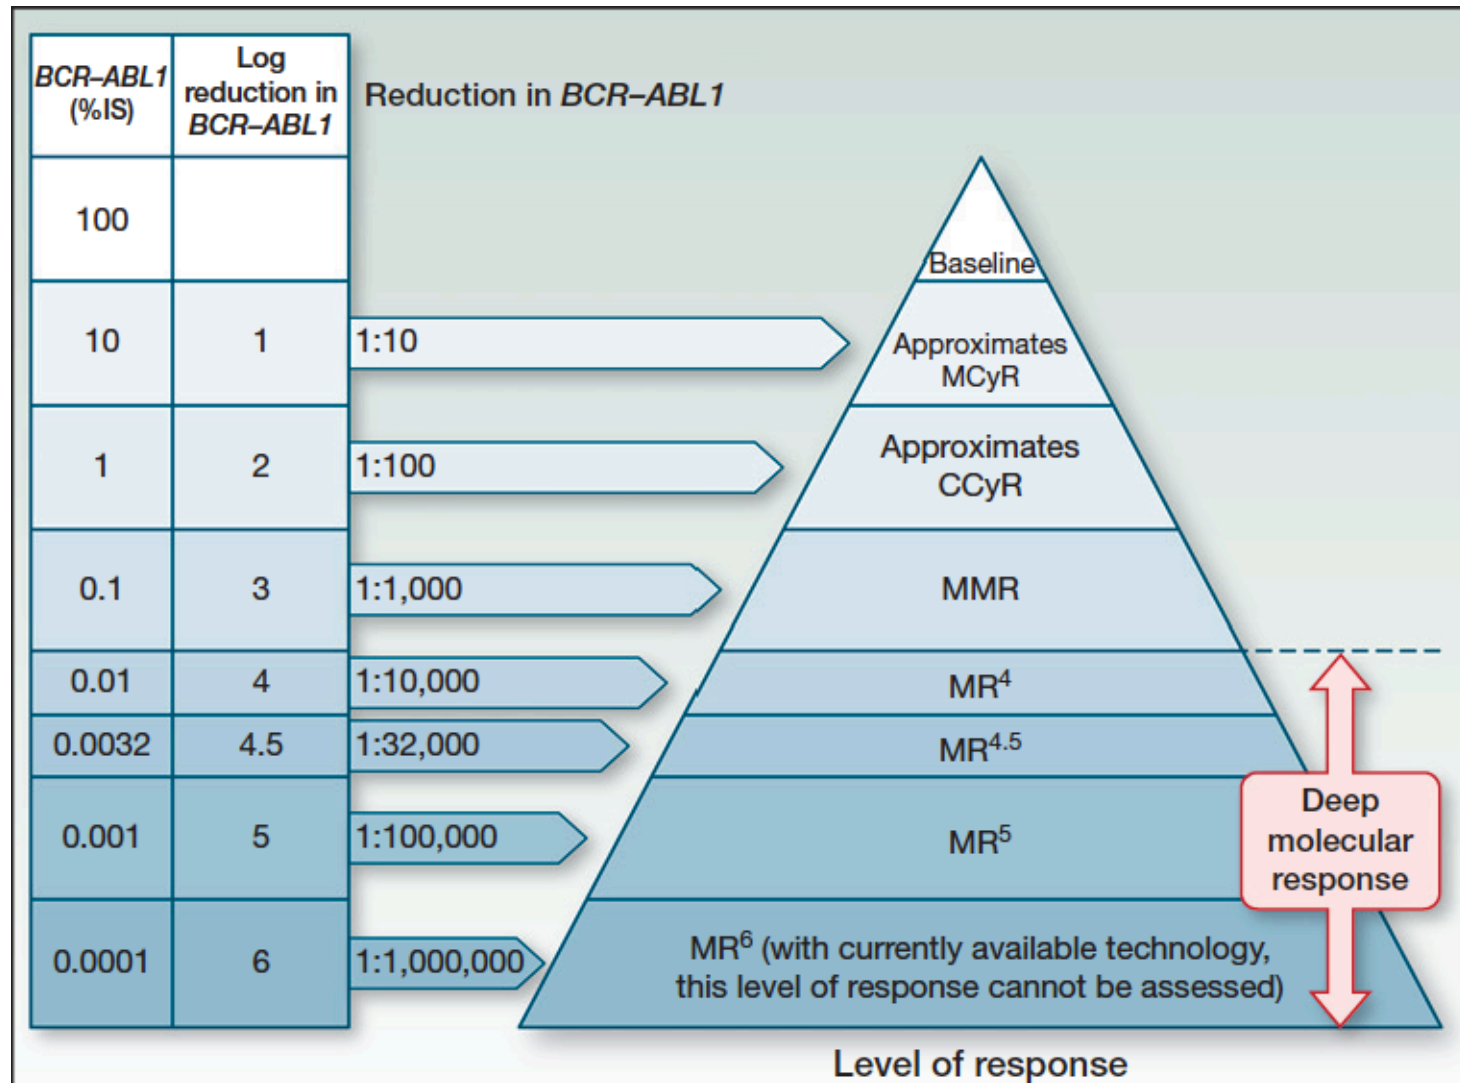 BCR–ABL1
(%IS)
Log
reduction in
BCR–ABL1
Reduction in BCR–ABL1
100
Baseline
10
1
1:10
Approximates
MCyR
1
2
1:100
Approximates
CCyR
0.1
3
1:1,000
MMR
0.01
4
1:10,000
MR⁴
0.0032
4.5
1:32,000
MR⁴·⁵
0.001
5
1:100,000
MR⁵
Deep
molecular
response
0.0001
6
1:1,000,000
MR⁶ (with currently available technology,
this level of response cannot be assessed)
Level of response